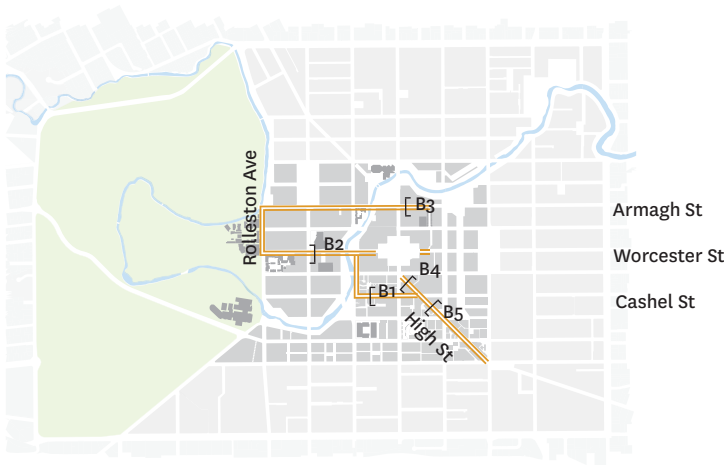 Rolleston Ave
B3
Armagh St
B2
Worcester St
B4
B1
Cashel St
B5
High St